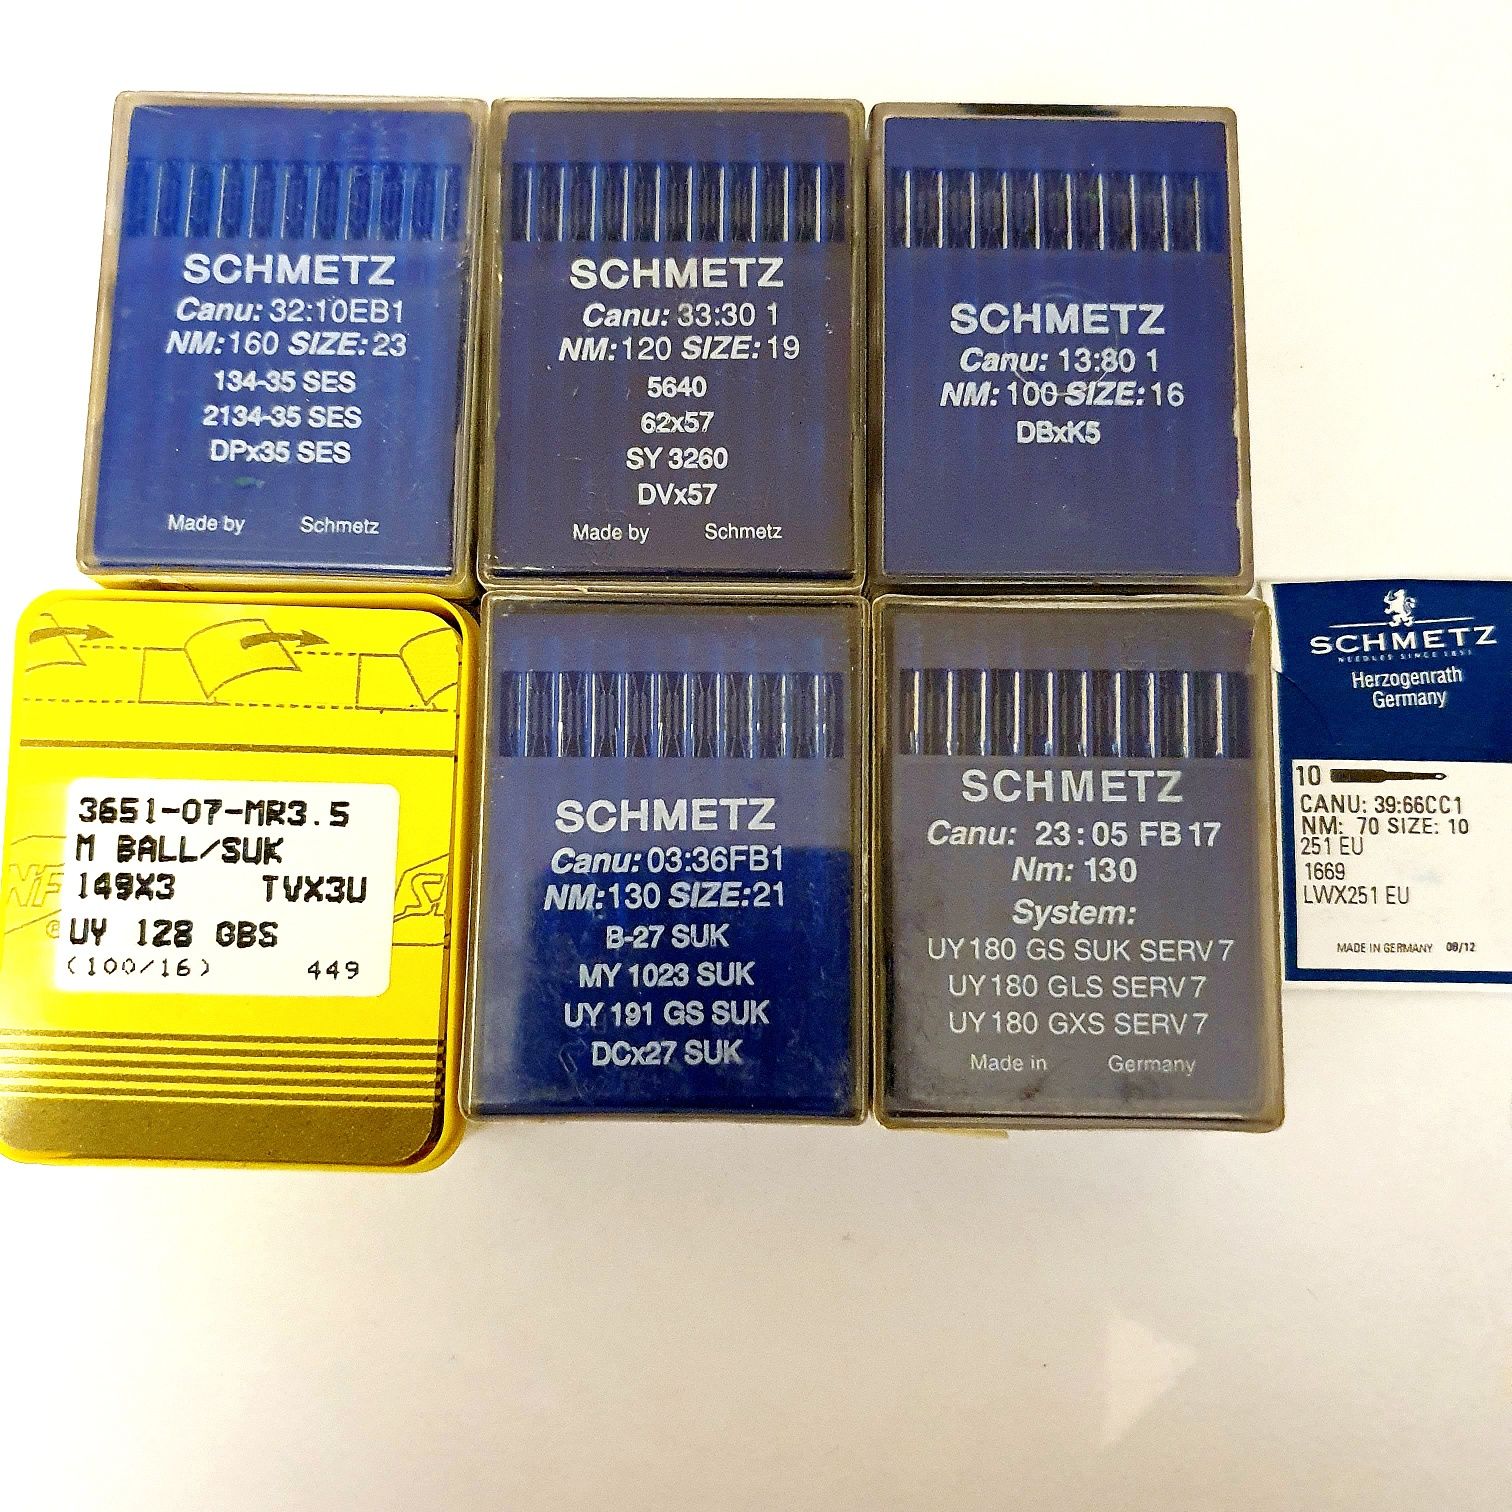 SCHMETZ
Canu: 32:10EB1
NM: 160 SIZE: 23
134-35 SES
2134-35 SES
DPx35 SES
Made by Schmetz
SCHMETZ
Canu: 33:30 1
NM: 120 SIZE: 19
5640
62x57
SY 3260
DVx57
Made by Schmetz
SCHMETZ
Canu: 13:80 1
NM: 100 SIZE: 16
DBxK5
3651-07-MR3.5
M BALL/SUK
149X3 TVX3U
UY 128 GBS
(100/16) 449
SCHMETZ
Canu: 03:36FB1
NM: 130 SIZE: 21
B-27 SUK
MY 1023 SUK
UY 191 GS SUK
DCx27 SUK
SCHMETZ
Canu: 23:05 FB 17
Nm: 130
System:
UY 180 GS SUK SERV 7
UY 180 GLS SERV 7
UY 180 GXS SERV 7
Made in Germany
SCHMETZ
NEEDLES SINCE 1851
Herzogenrath
Germany
10
CANU: 39:66CC1
NM: 70 SIZE: 10
251 EU
1669
LWX251 EU
MADE IN GERMANY 08/12